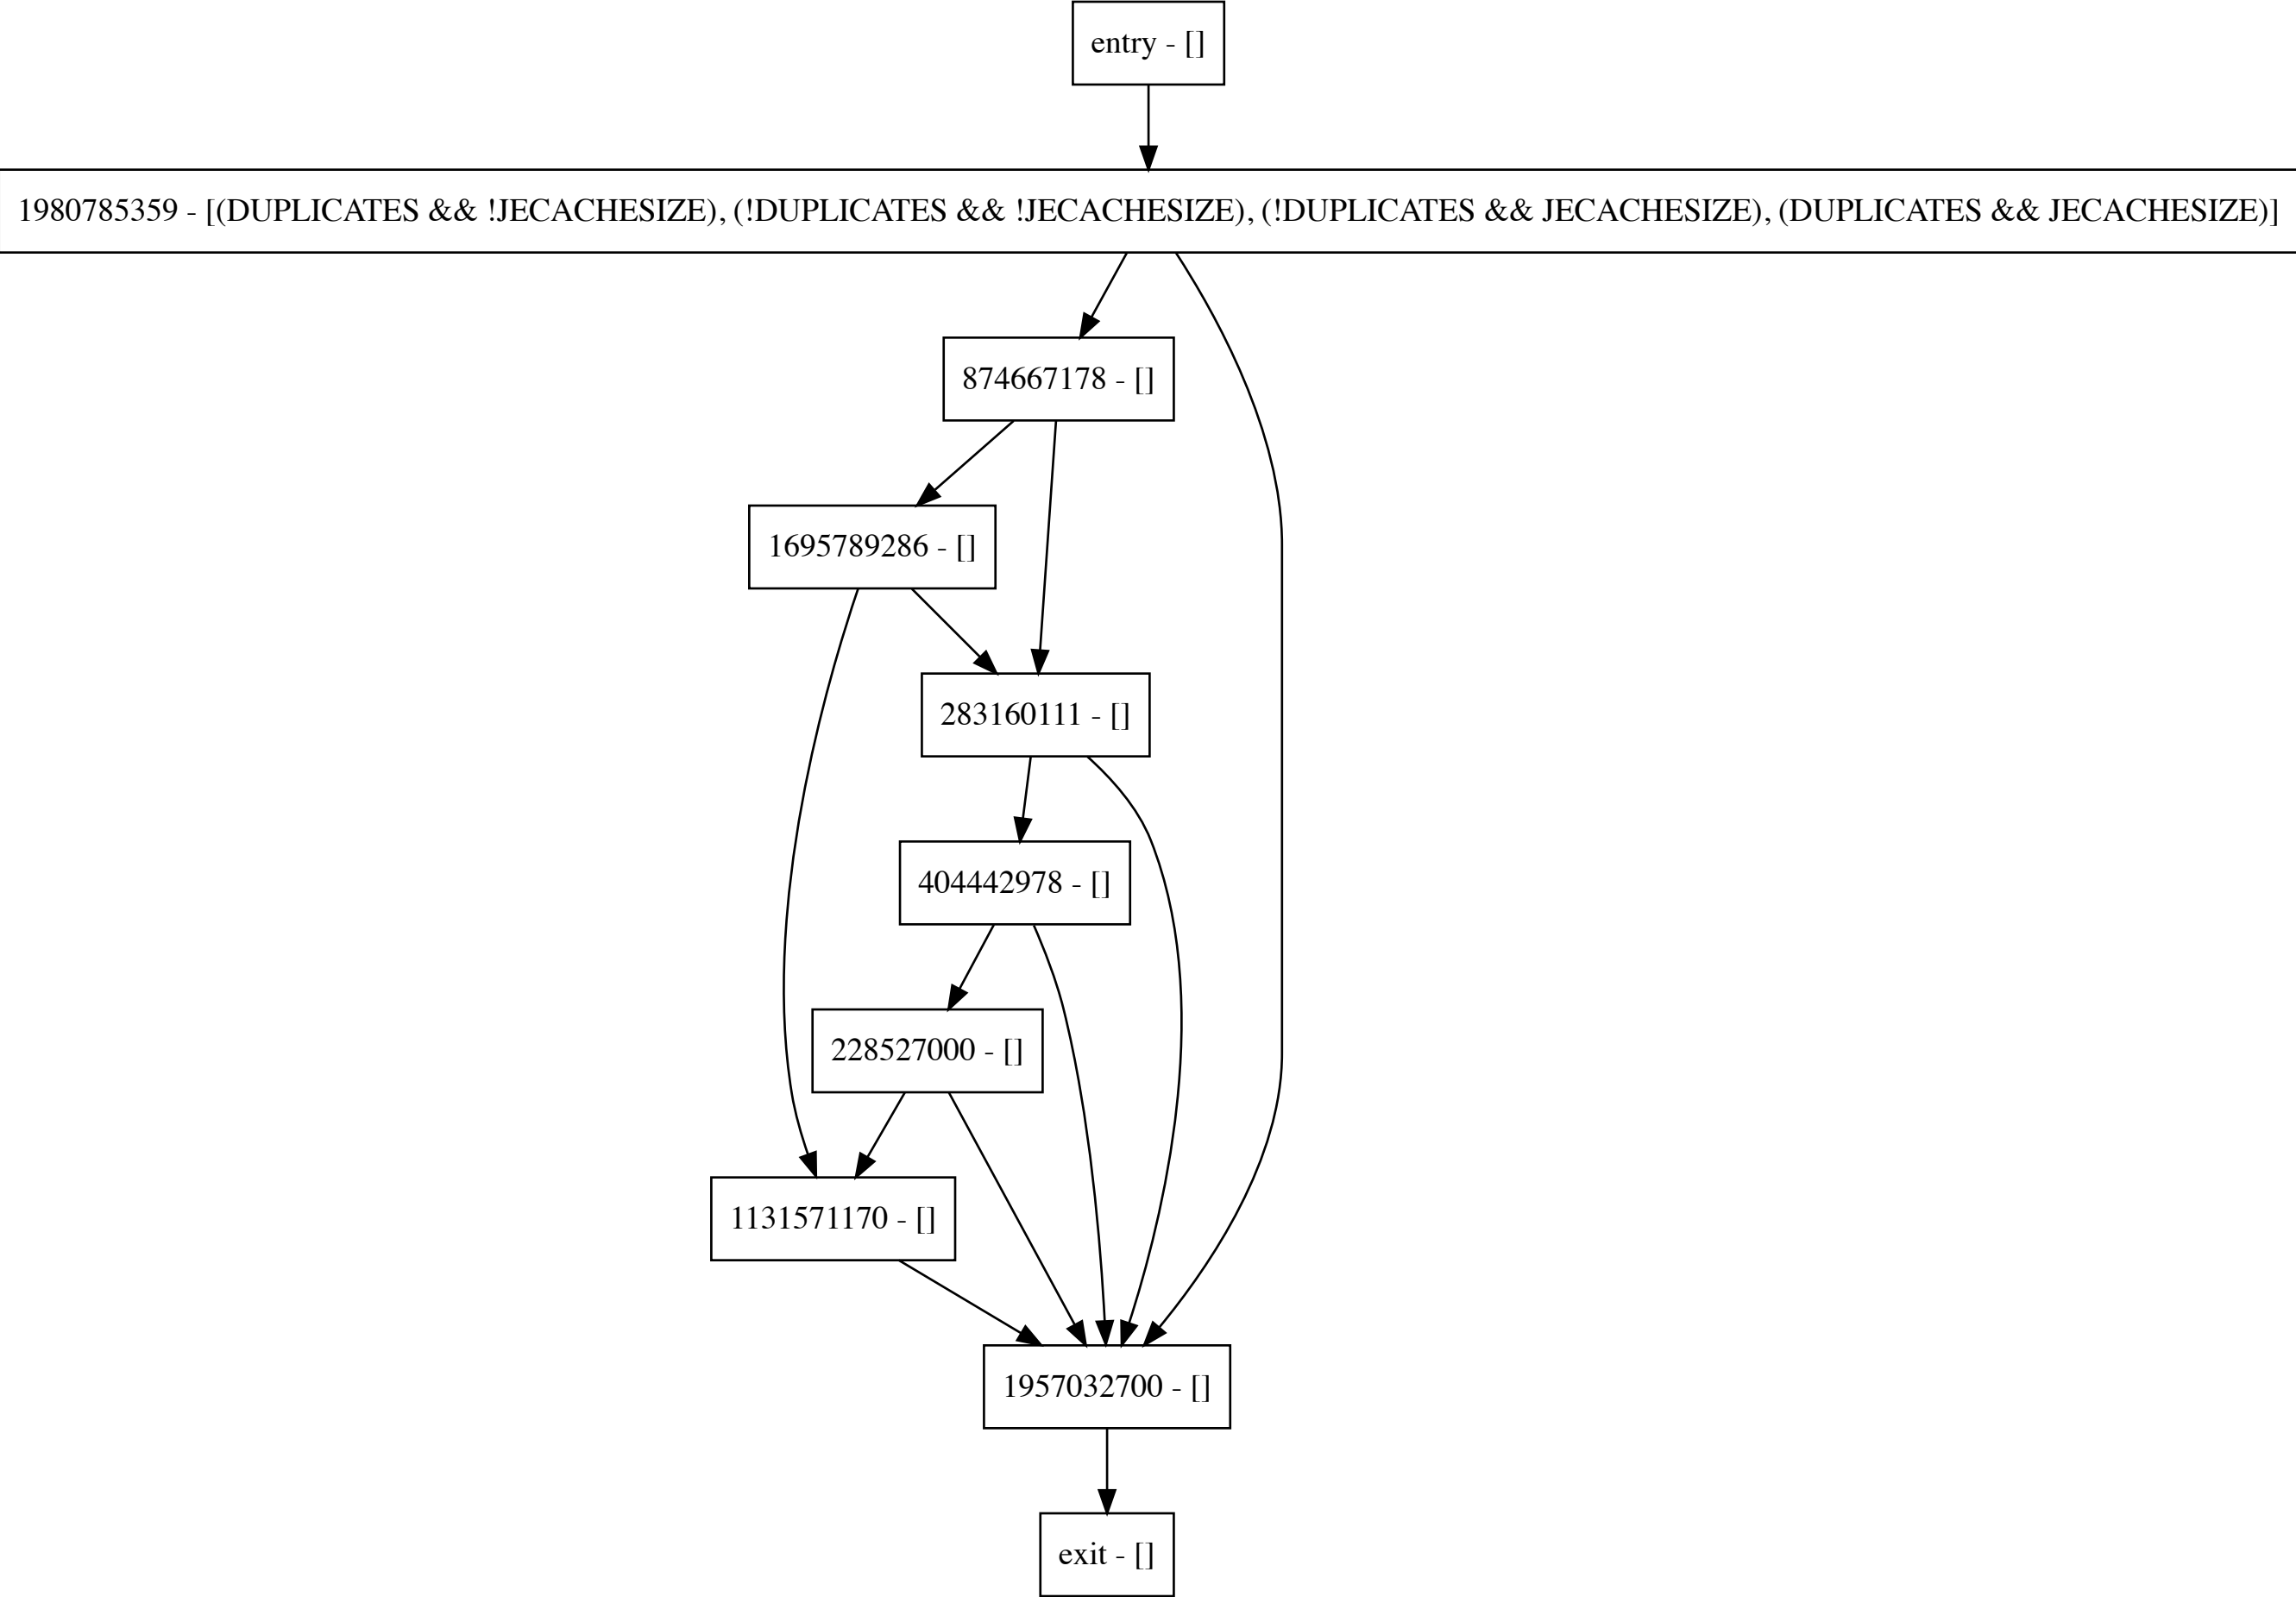 entry - []
1980785359 - [(DUPLICATES && !JECACHESIZE), (!DUPLICATES && !JECACHESIZE), (!DUPLICATES && JECACHESIZE), (DUPLICATES && JECACHESIZE)]
874667178 - []
1695789286 - []
283160111 - []
404442978 - []
228527000 - []
1131571170 - []
1957032700 - []
exit - []